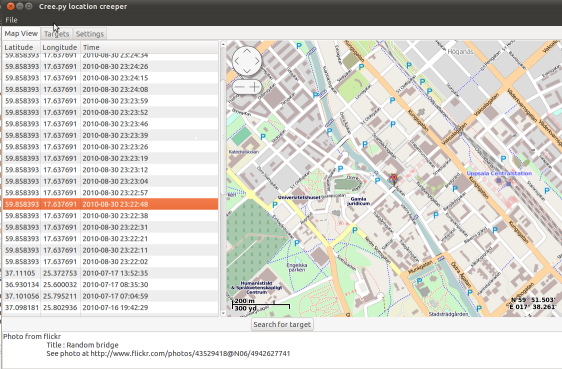 Cree.py location creeper
File
Map View Targets Settings
Latitude Longitude Time
59.858393 17.637691 2010-08-30 23:24:34
59.858393 17.637691 2010-08-30 23:24:26
59.858393 17.637691 2010-08-30 23:24:15
59.858393 17.637691 2010-08-30 23:24:08
59.858393 17.637691 2010-08-30 23:23:59
59.858393 17.637691 2010-08-30 23:23:52
59.858393 17.637691 2010-08-30 23:23:46
59.858393 17.637691 2010-08-30 23:23:39
59.858393 17.637691 2010-08-30 23:23:26
59.858393 17.637691 2010-08-30 23:23:19
59.858393 17.637691 2010-08-30 23:23:12
59.858393 17.637691 2010-08-30 23:23:04
59.858393 17.637691 2010-08-30 23:22:57
59.858393 17.637691 2010-08-30 23:22:48
59.858393 17.637691 2010-08-30 23:22:38
59.858393 17.637691 2010-08-30 23:22:31
59.858393 17.637691 2010-08-30 23:22:21
59.858393 17.637691 2010-08-30 23:22:11
59.858393 17.637691 2010-08-30 23:22:02
37.11105 25.372753 2010-07-17 13:52:35
36.930134 25.600032 2010-07-17 08:35:30
37.101056 25.795211 2010-07-17 07:04:59
37.098181 25.802936 2010-07-16 19:42:29
Höganäs
Kungsgatan
Uppsala Centralstation
Universitetshuset
Gamla
juridicum
Engelska
parken
Humanistiskt
Centrum
Munkgatan
Östra Ågatan
Stadsträdgården
200 m
300 yd
N 59° 51.503'
E 017° 38.261'
Search for target
Photo from flickr
Title : Random bridge
See photo at http://www.flickr.com/photos/43529418@N06/4942627741